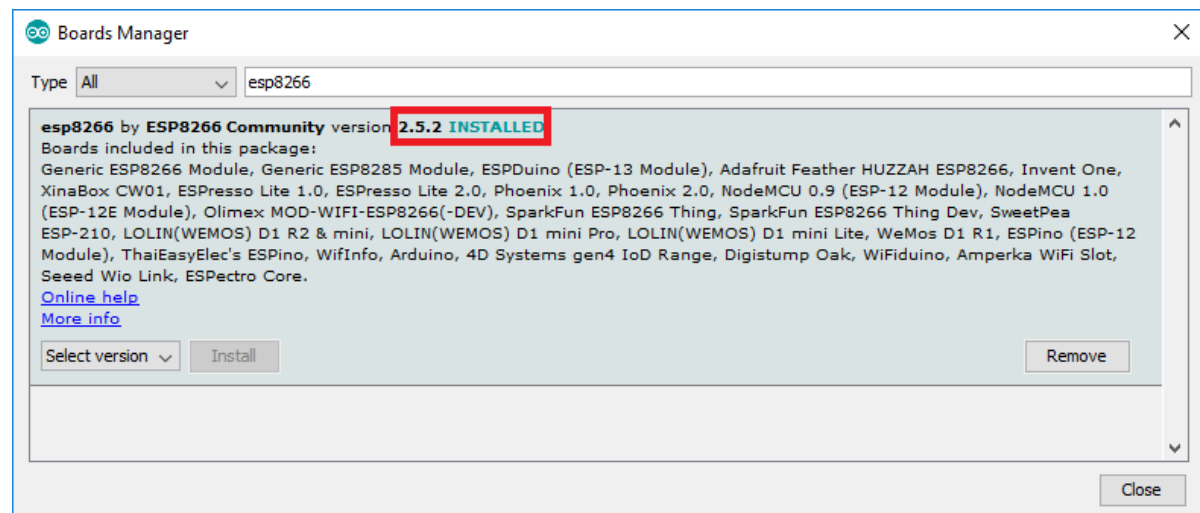 Boards Manager
Type All esp8266
esp8266 by ESP8266 Community version 2.5.2 INSTALLED
Boards included in this package:
Generic ESP8266 Module, Generic ESP8285 Module, ESPDuino (ESP-13 Module), Adafruit Feather HUZZAH ESP8266, Invent One,
XinaBox CW01, ESPresso Lite 1.0, ESPresso Lite 2.0, Phoenix 1.0, Phoenix 2.0, NodeMCU 0.9 (ESP-12 Module), NodeMCU 1.0
(ESP-12E Module), Olimex MOD-WIFI-ESP8266(-DEV), SparkFun ESP8266 Thing, SparkFun ESP8266 Thing Dev, SweetPea
ESP-210, LOLIN(WEMOS) D1 R2 & mini, LOLIN(WEMOS) D1 mini Pro, LOLIN(WEMOS) D1 mini Lite, WeMos D1 R1, ESPino (ESP-12
Module), ThaiEasyElec's ESPino, WifInfo, Arduino, 4D Systems gen4 IoD Range, Digistump Oak, WiFiduino, Amperka WiFi Slot,
Seeed Wio Link, ESPectro Core.
Online help
More info
Select version Install Remove
Close